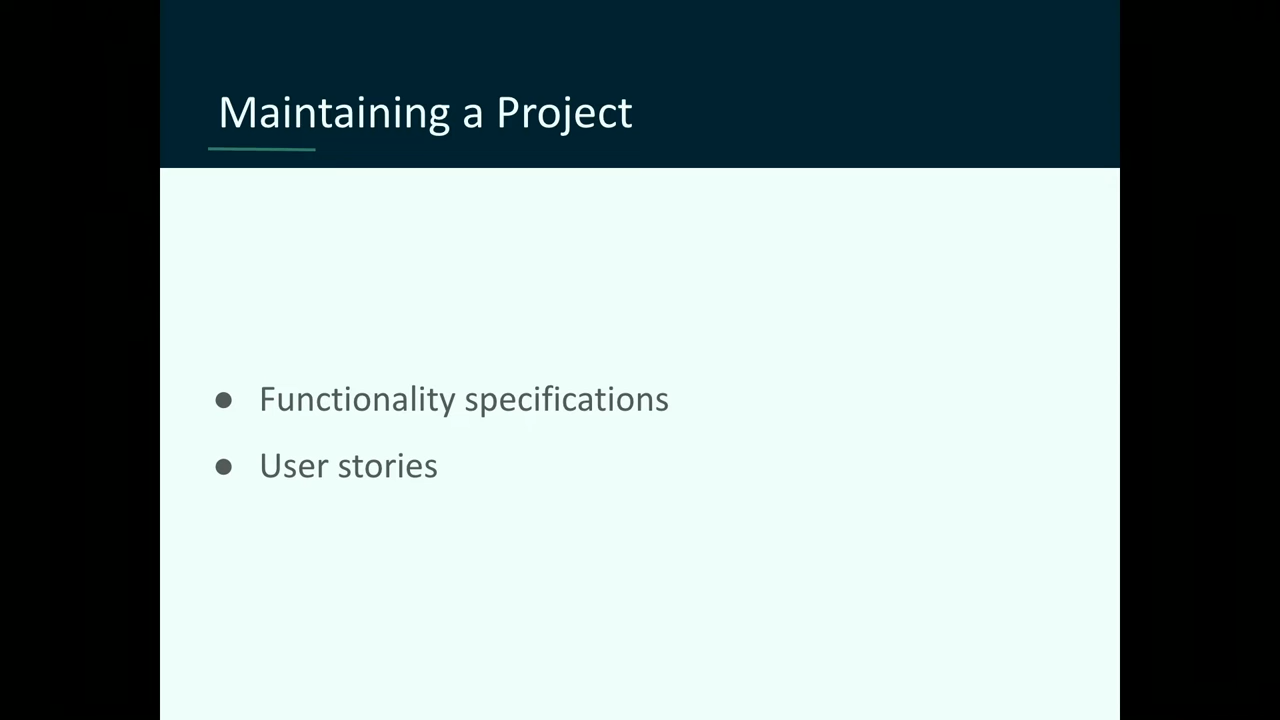 Maintaining a Project
● Functionality specifications
● User stories